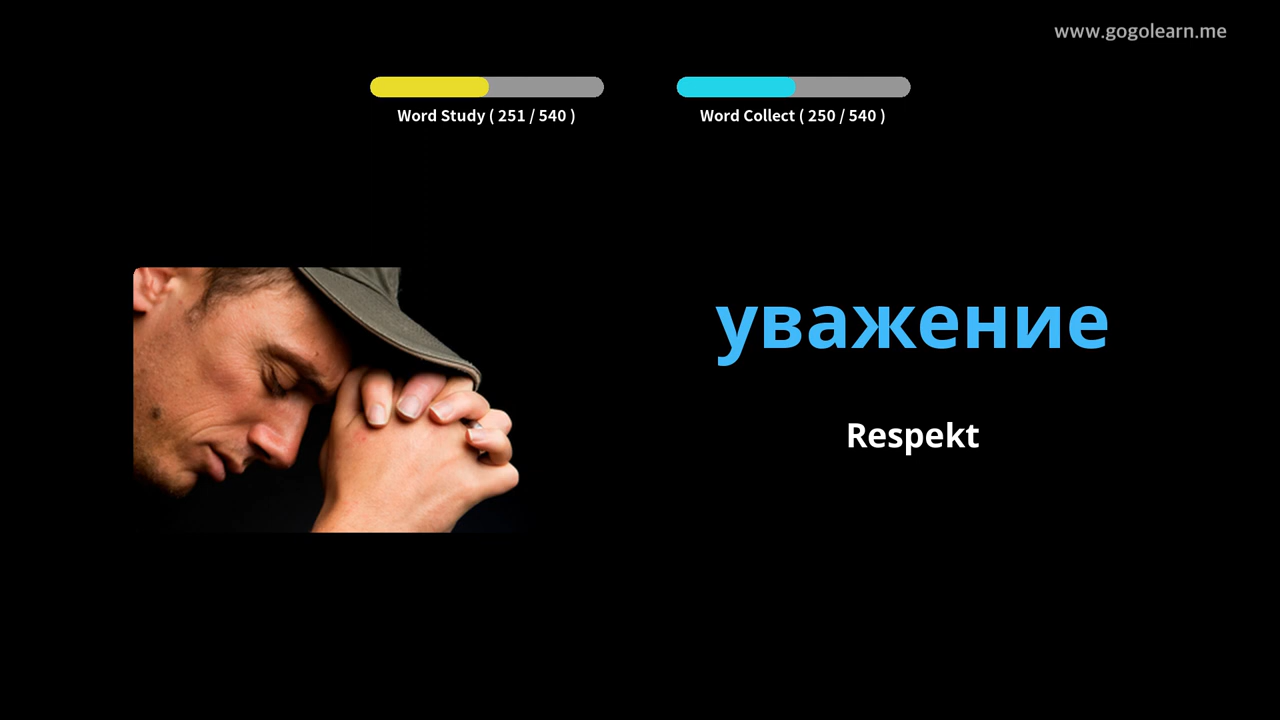 www.gogolearn.me
Word Study ( 251 / 540 )
Word Collect ( 250 / 540 )
уважение
Respekt